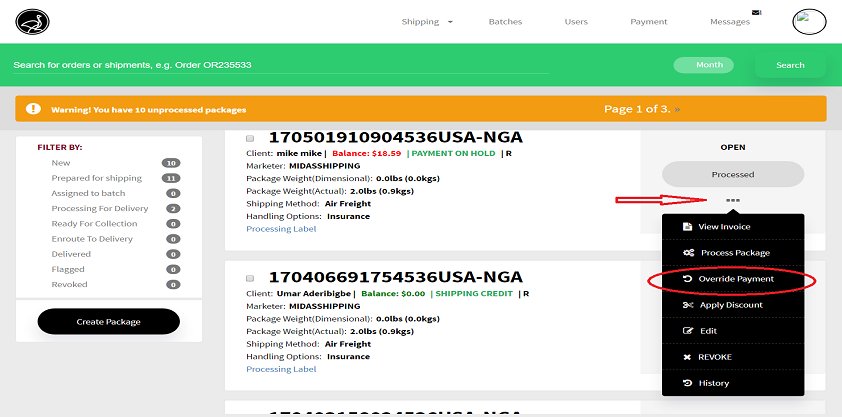 Shipping Batches Users Payment Messages
Search for orders or shipments, e.g. Order OR235533 Month Search
Warning! You have 10 unprocessed packages Page 1 of 3. »
FILTER BY:
New 10
Prepared for shipping 11
Assigned to batch 0
Processing For Delivery 2
Ready For Collection 0
Enroute To Delivery 0
Delivered 0
Flagged 0
Revoked 0
Create Package
170501910904536USA-NGA
Client: mike mike | Balance: $18.59 | PAYMENT ON HOLD | R
Marketer: MIDASSHIPPING
Package Weight(Dimensional): 0.0lbs (0.0kgs)
Package Weight(Actual): 2.0lbs (0.9kgs)
Shipping Method: Air Freight
Handling Options: Insurance
Processing Label
OPEN
Processed
View Invoice
Process Package
Override Payment
Apply Discount
Edit
REVOKE
History
170406691754536USA-NGA
Client: Umar Aderibigbe | Balance: $0.00 | SHIPPING CREDIT | R
Marketer: MIDASSHIPPING
Package Weight(Dimensional): 0.0lbs (0.0kgs)
Package Weight(Actual): 2.0lbs (0.9kgs)
Shipping Method: Air Freight
Handling Options: Insurance
Processing Label